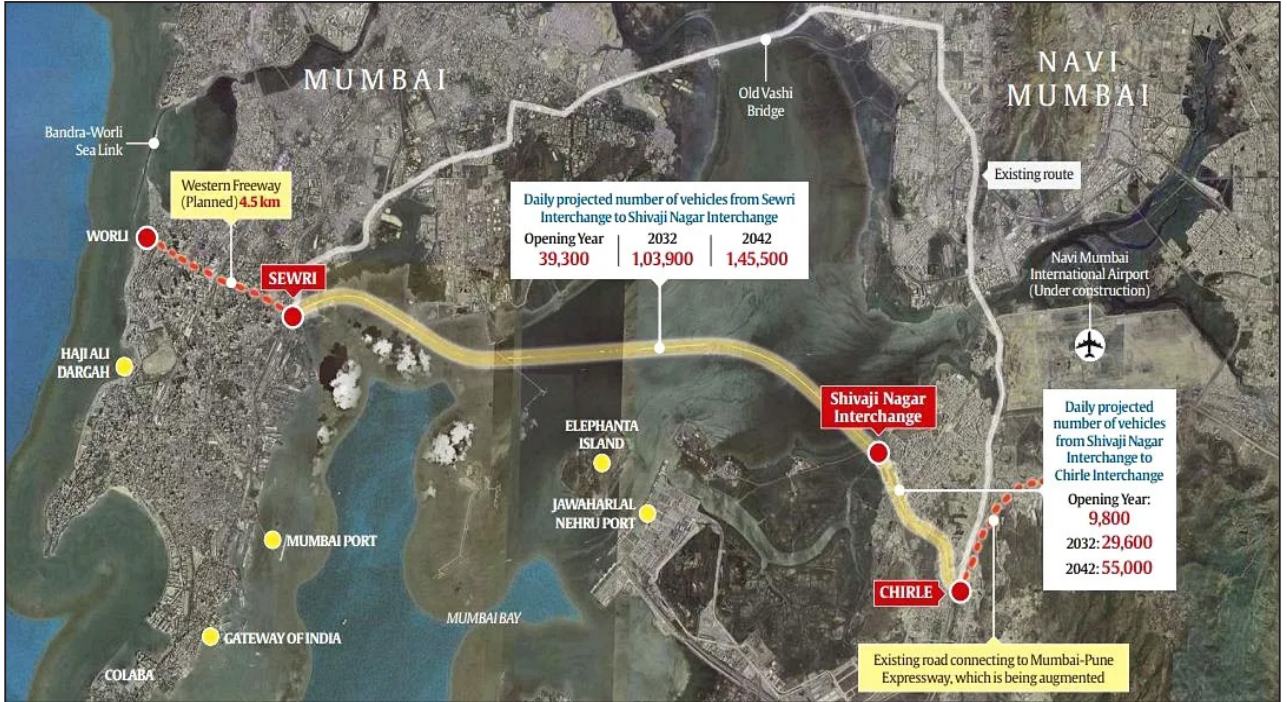 MUMBAI
NAVI
MUMBAI
Old Vashi
Bridge
Bandra-Worli
Sea Link
Existing route
Western Freeway
(Planned) 4.5 km
Daily projected number of vehicles from Sewri
Interchange to Shivaji Nagar Interchange
Opening Year 2032 2042
39,300 1,03,900 1,45,500
WORLI
SEWRI
Navi Mumbai
International Airport
(Under construction)
HAJI ALI
DARGAH
Shivaji Nagar
Interchange
Daily projected
number of vehicles
from Shivaji Nagar
Interchange to
Chirle Interchange
Opening Year:
9,800
2032: 29,600
2042: 55,000
ELEPHANTA
ISLAND
JAWAHARLAL
NEHRU PORT
MUMBAI PORT
CHIRLE
MUMBAI BAY
GATEWAY OF INDIA
COLABA
Existing road connecting to Mumbai-Pune
Expressway, which is being augmented